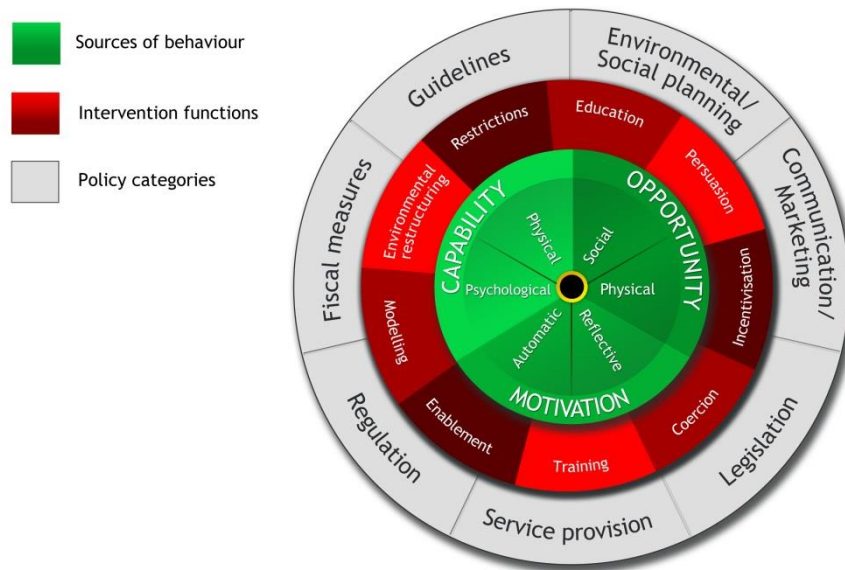 Sources of behaviour
Intervention functions
Policy categories
Guidelines
Environmental/
Social planning
Communication/
Marketing
Legislation
Service provision
Regulation
Fiscal measures
Restrictions
Education
Persuasion
Incentivisation
Coercion
Training
Enablement
Modelling
Environmental
restructuring
CAPABILITY
OPPORTUNITY
MOTIVATION
Physical
Social
Psychological
Physical
Automatic
Reflective